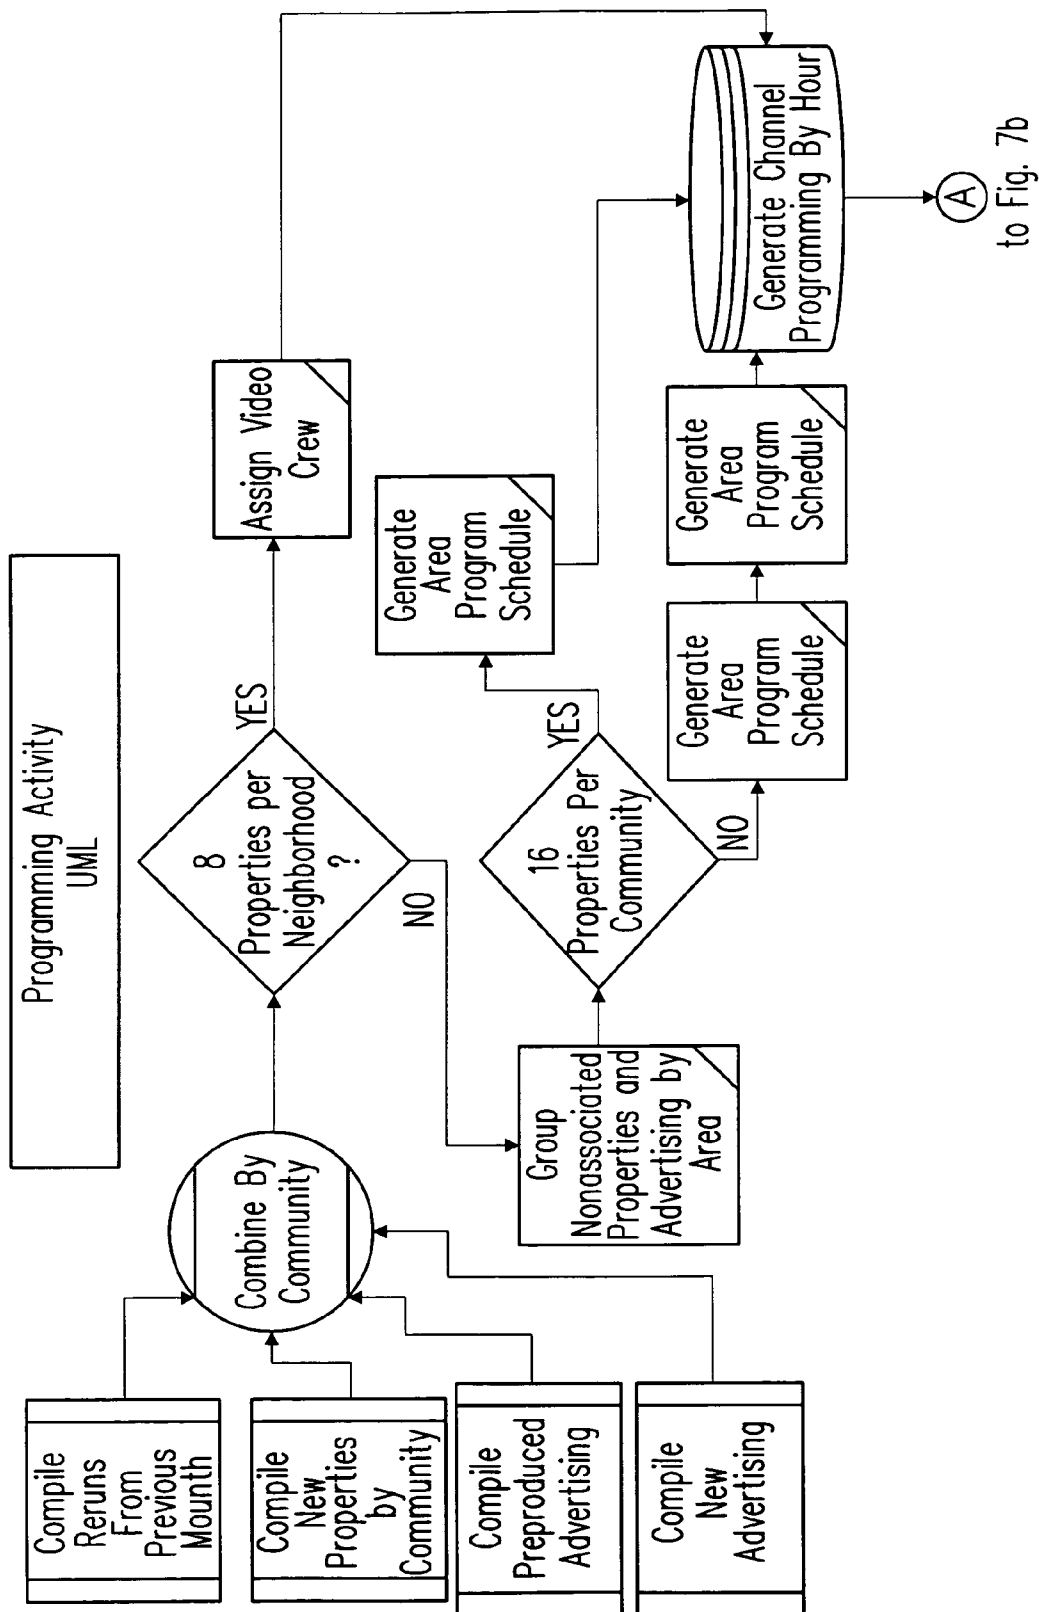 Programming Activity
UML
Compile
Reruns
From
Previous
Mounth
Compile
New
Properties
by
Community
Compile
Preproduced
Advertising
Compile
New
Advertising
Combine By
Community
8
Properties per
Neighborhood
?
YES
NO
Assign Video
Crew
Group
Nonassociated
Properties and
Advertising by
Area
16
Properties Per
Community
YES
NO
Generate
Area
Program
Schedule
Generate
Area
Program
Schedule
Generate
Area
Program
Schedule
Generate Channel
Programming By Hour
A
to Fig. 7b